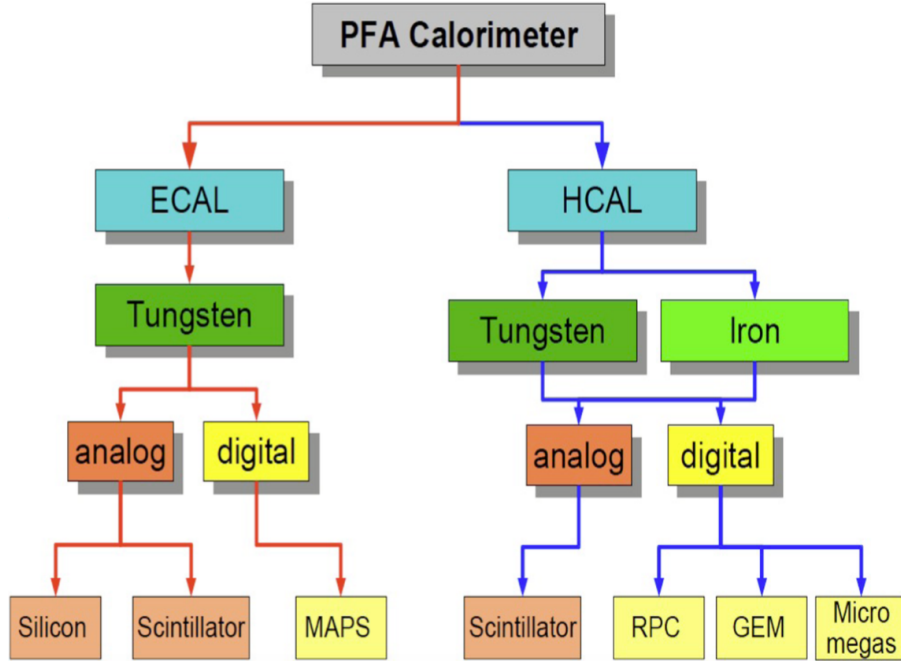 PFA Calorimeter
ECAL
HCAL
Tungsten
Tungsten
Iron
analog
digital
analog
digital
Silicon
Scintillator
MAPS
Scintillator
RPC
GEM
Micro
megas